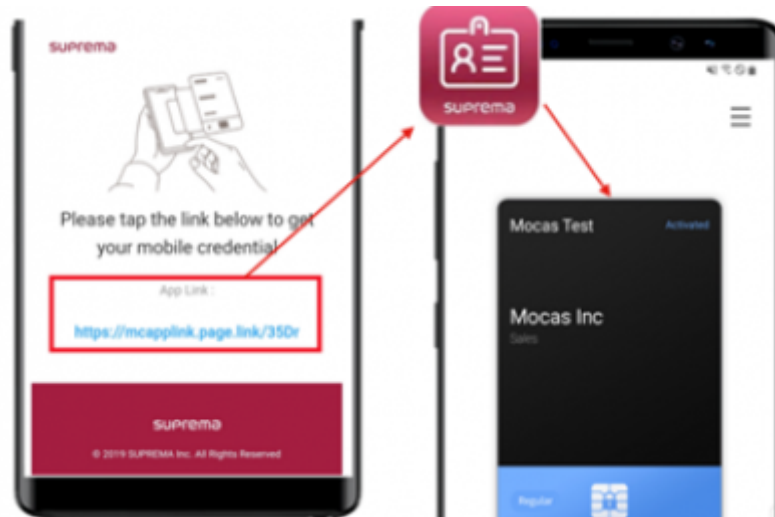 suprema
Please tap the link below to get
your mobile credential
App Link :
https://mcapplink.page.link/35Dr
suprema
© 2019 SUPREMA Inc. All Rights Reserved
suprema
Mocas Test
Activated
Mocas Inc
Sales
Regular